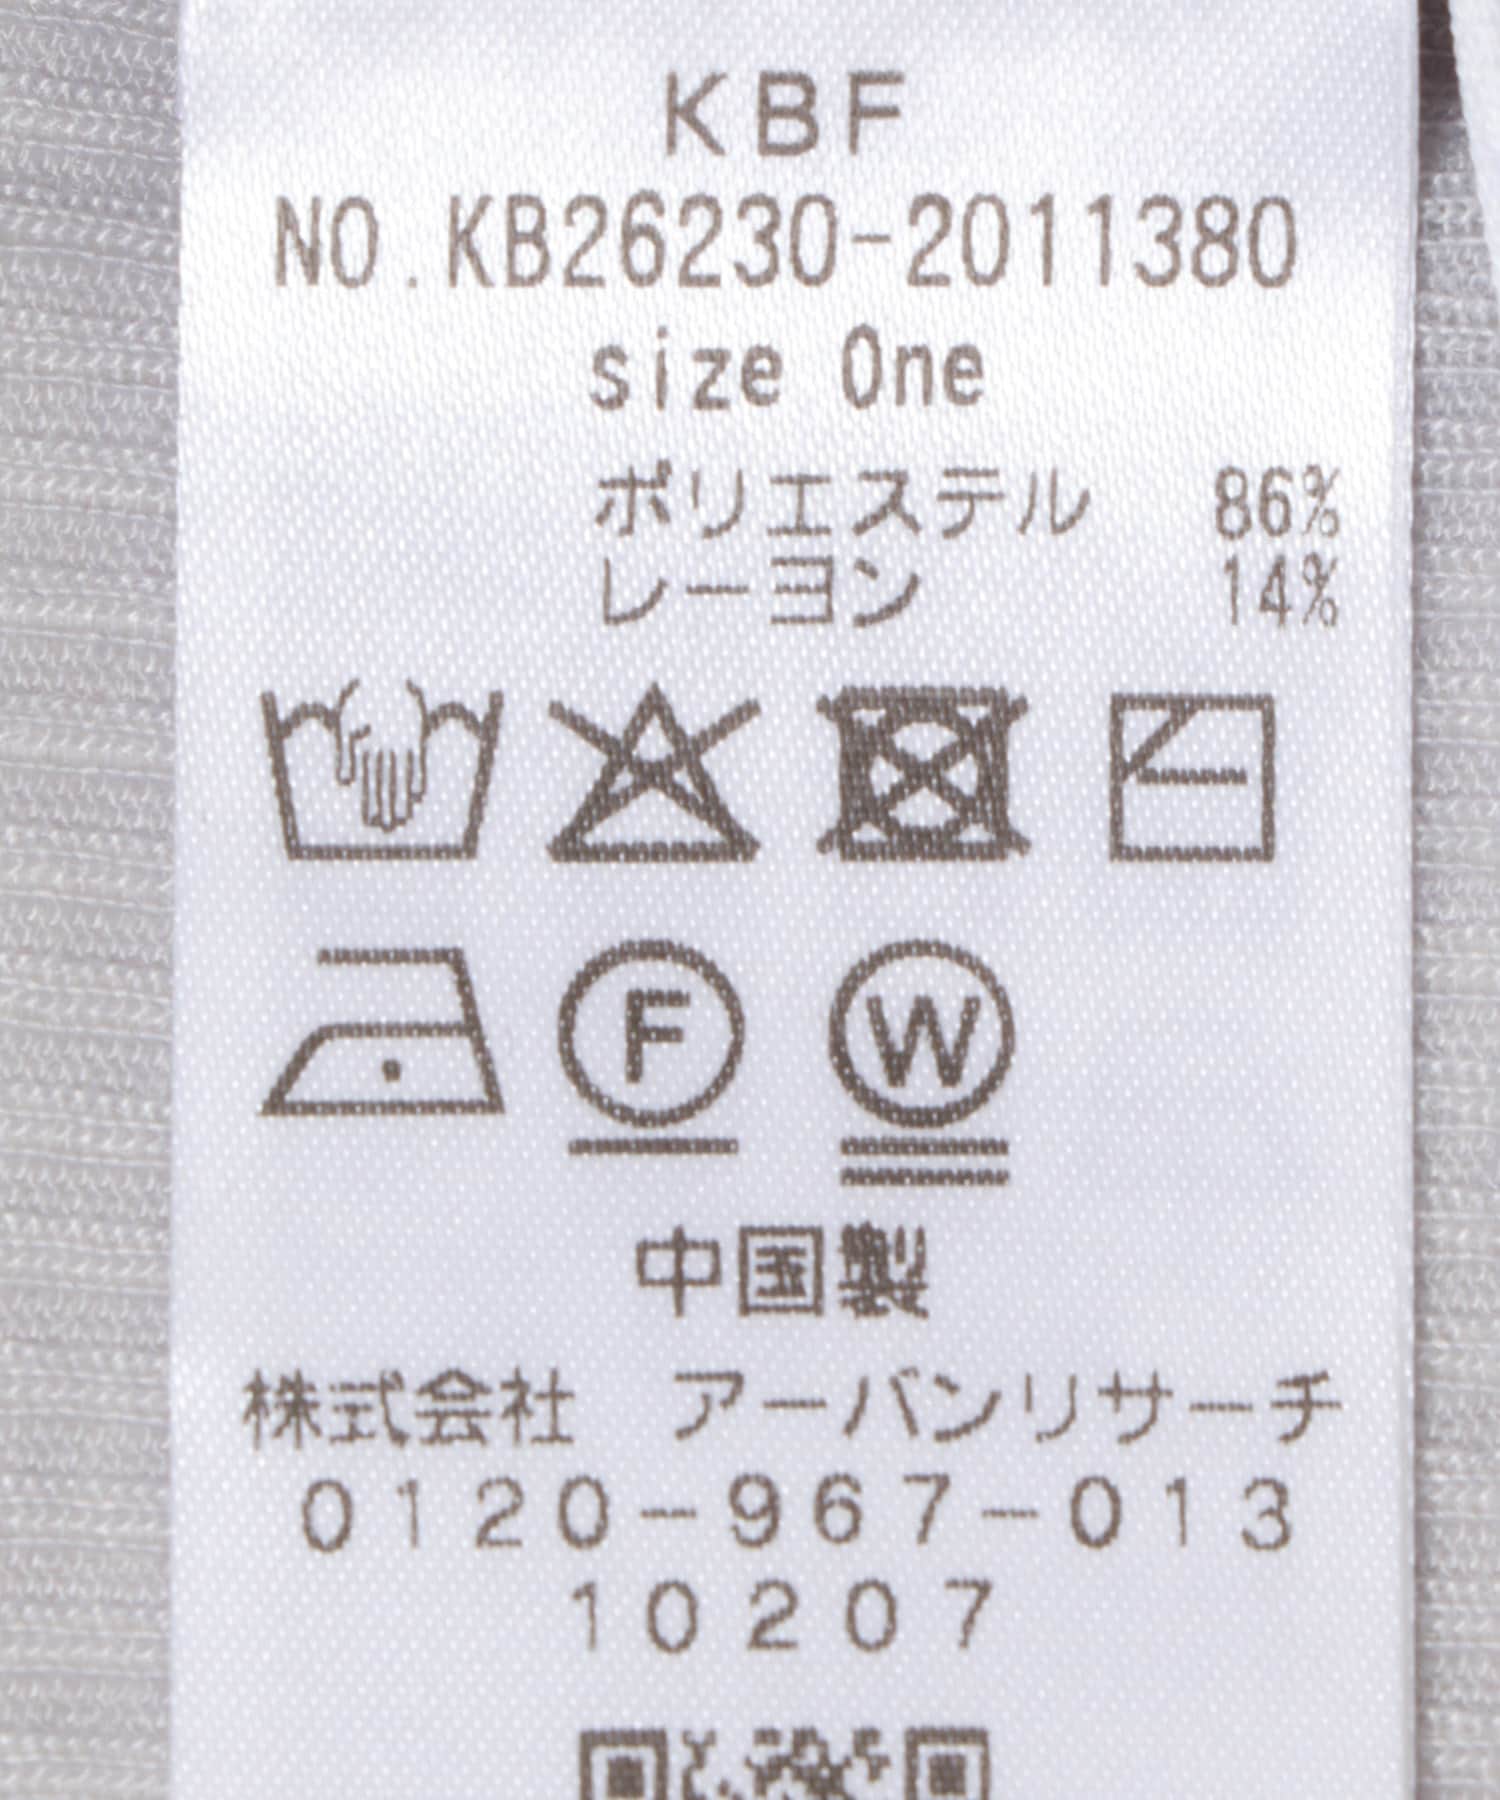 KBF
NO.KB26230-2011380
size One
ポリエステル 86%
レーヨン 14%
F
W
中国製
株式会社 アーバンリサーチ
0120-967-013
10207